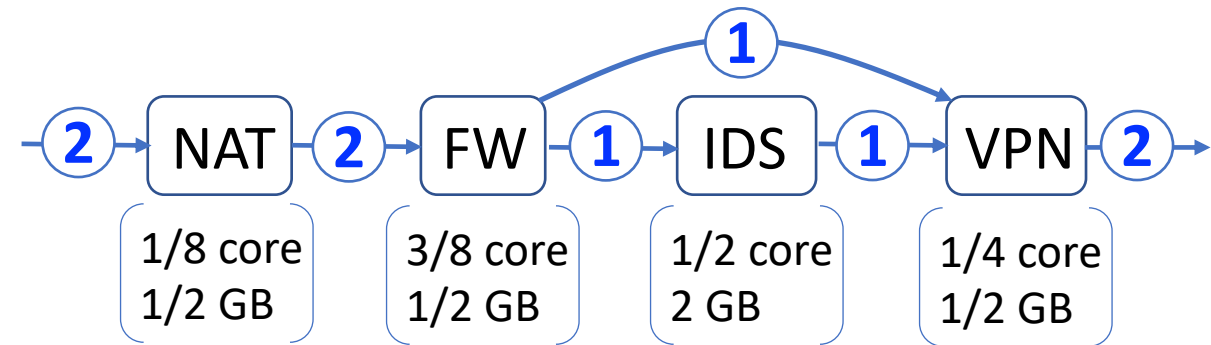 1
2 NAT 2 FW 1 IDS 1 VPN 2
1/8 core 3/8 core 1/2 core 1/4 core
1/2 GB 1/2 GB 2 GB 1/2 GB